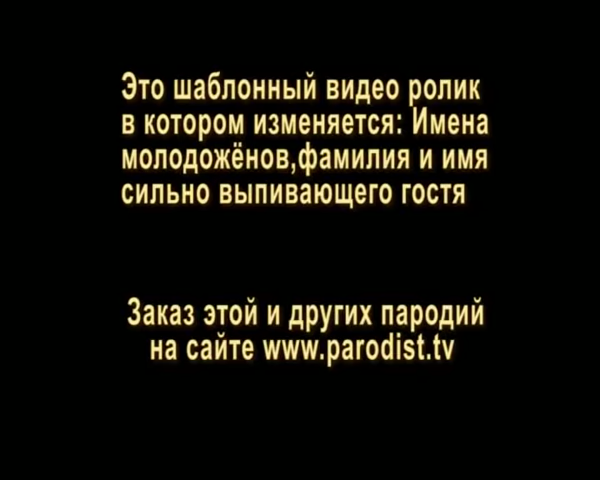 Это шаблонный видео ролик
в котором изменяется: Имена
молодожёнов,фамилия и имя
сильно выпивающего гостя
Заказ этой и других пародий
на сайте www.parodist.tv